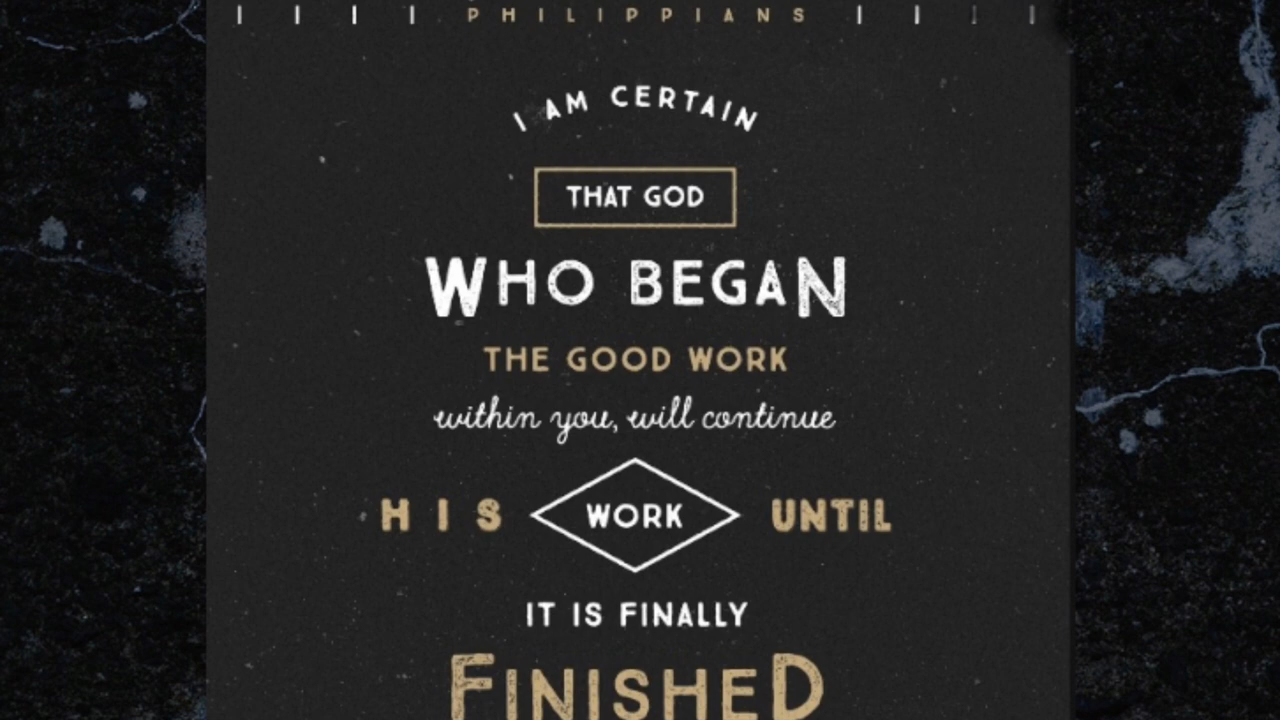 PHILIPPIANS
I AM CERTAIN
THAT GOD
WHO BEGAN
THE GOOD WORK
within you, will continue
HIS WORK UNTIL
IT IS FINALLY
FINISHED